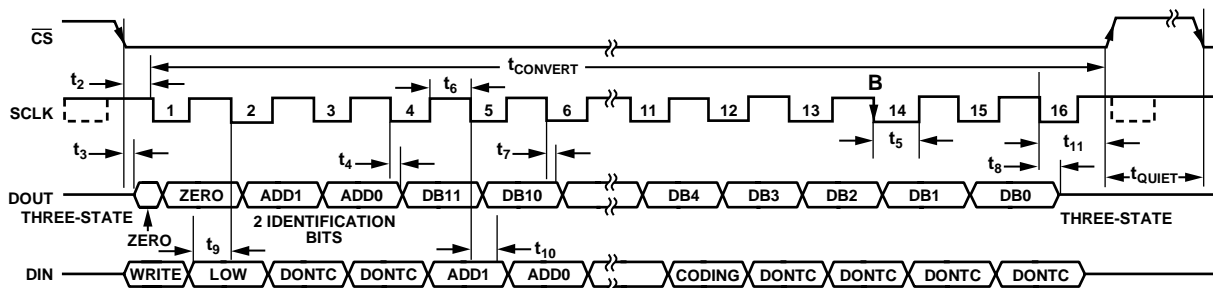 CS
tCONVERT
t2
t6
B
SCLK
1 2 3 4 5 6 11 12 13 14 15 16
t3
t4
t7
t5
t8
t11
tQUIET
DOUT
ZERO ADD1 ADD0 DB11 DB10 DB4 DB3 DB2 DB1 DB0
THREE-STATE
2 IDENTIFICATION BITS
THREE-STATE
ZERO
t9
t10
DIN
WRITE LOW DONTC DONTC ADD1 ADD0 CODING DONTC DONTC DONTC DONTC